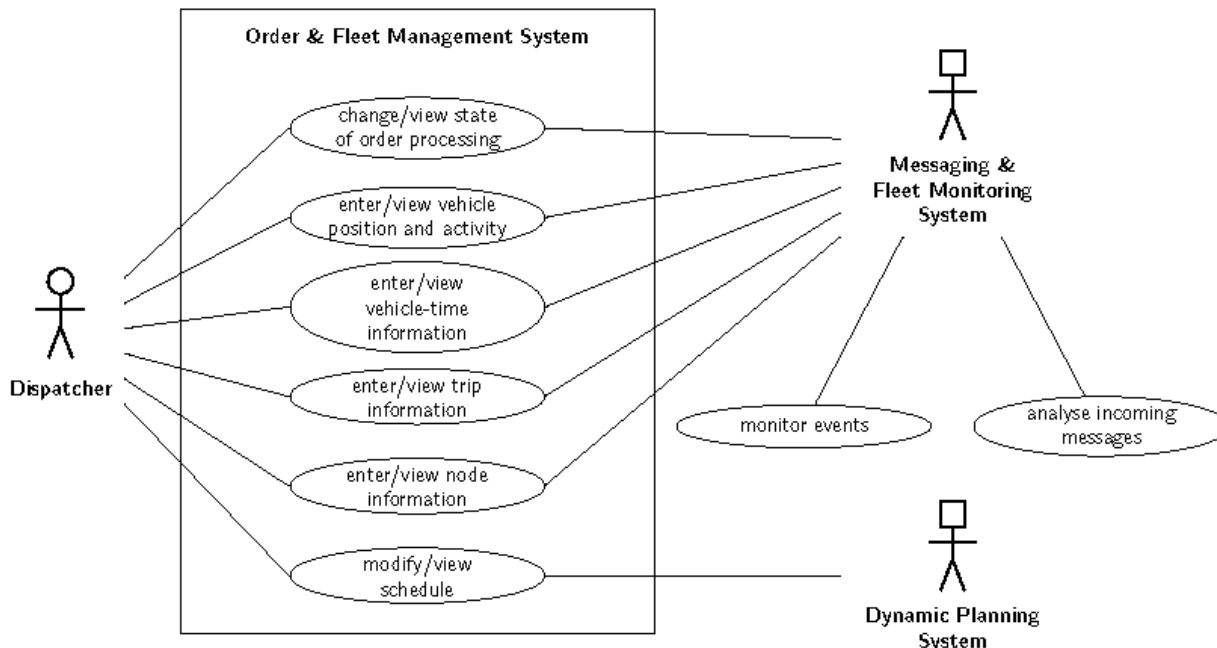 Order & Fleet Management System
change/view state
of order processing
enter/view vehicle
position and activity
enter/view
vehicle-time
information
enter/view trip
information
enter/view node
information
modify/view
schedule
Dispatcher
Messaging &
Fleet Monitoring
System
monitor events
analyse incoming
messages
Dynamic Planning
System